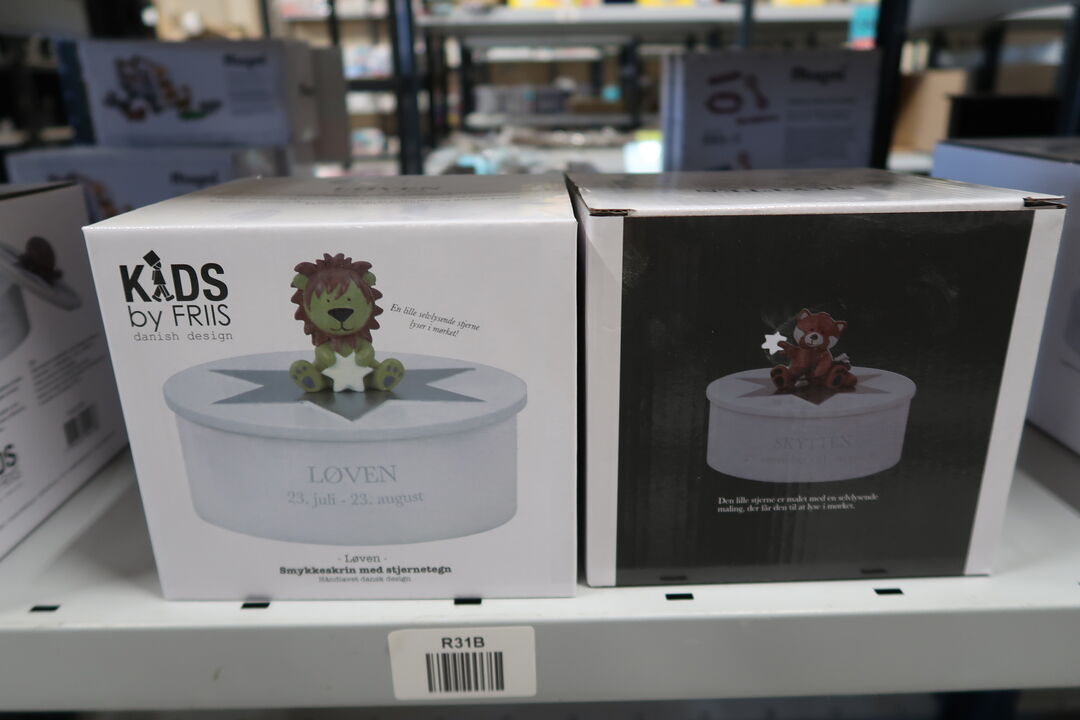 KIDS
by FRIIS
danish design
En lille selvlysende stjerne
lyser i mørket!
LØVEN
23. juli - 23. august
- Løven -
Smykkeskrin med stjernetegn
Håndlavet dansk design
SKYTTEN
Den lille stjerne er malet med en selvlysende
maling, der får den til at lyse i mørket.
R31B